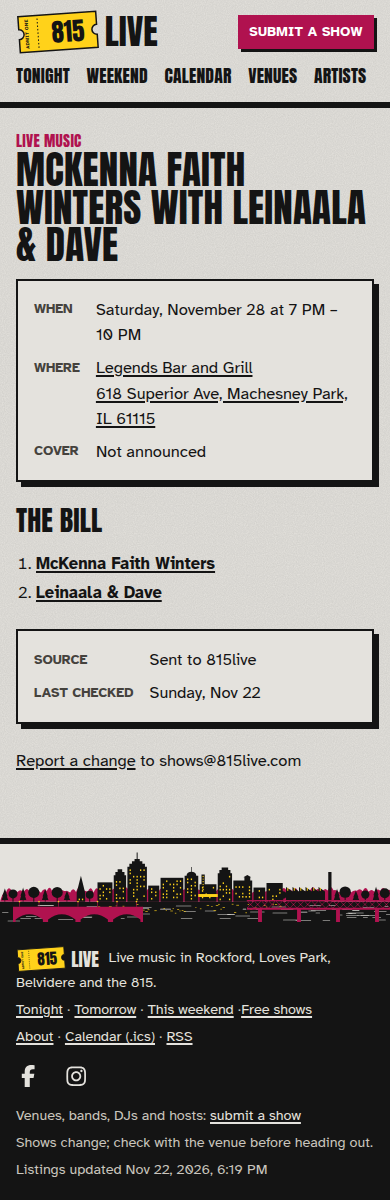 ADMIT ONE 815 LIVE
SUBMIT A SHOW
TONIGHT WEEKEND CALENDAR VENUES ARTISTS
LIVE MUSIC
MCKENNA FAITH
WINTERS WITH LEINAALA
& DAVE
WHEN Saturday, November 28 at 7 PM –
10 PM
WHERE Legends Bar and Grill
618 Superior Ave, Machesney Park,
IL 61115
COVER Not announced
THE BILL
1. McKenna Faith Winters
2. Leinaala & Dave
SOURCE Sent to 815live
LAST CHECKED Sunday, Nov 22
Report a change to shows@815live.com
815 LIVE Live music in Rockford, Loves Park,
Belvidere and the 815.
Tonight · Tomorrow · This weekend ·Free shows
About · Calendar (.ics) · RSS
Venues, bands, DJs and hosts: submit a show
Shows change; check with the venue before heading out.
Listings updated Nov 22, 2026, 6:19 PM